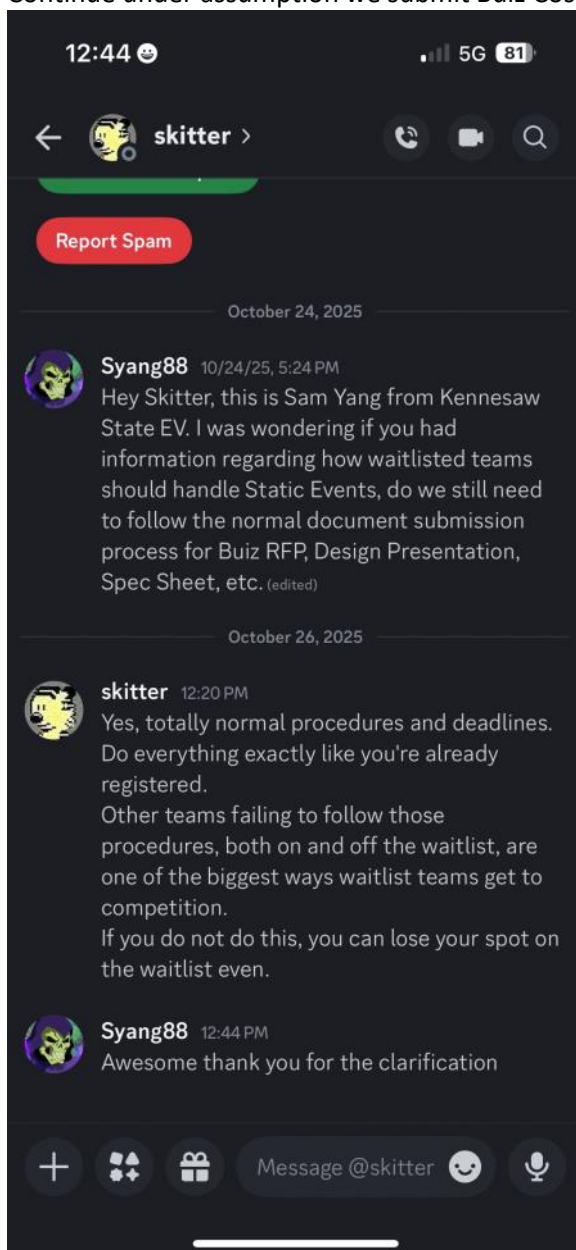 Continue under assumption we submit Buiz Cos
12:44
5G 81
skitter >
Report Spam
October 24, 2025
Syang88 10/24/25, 5:24 PM
Hey Skitter, this is Sam Yang from Kennesaw
State EV. I was wondering if you had
information regarding how waitlisted teams
should handle Static Events, do we still need
to follow the normal document submission
process for Buiz RFP, Design Presentation,
Spec Sheet, etc. (edited)
October 26, 2025
skitter 12:20 PM
Yes, totally normal procedures and deadlines.
Do everything exactly like you're already
registered.
Other teams failing to follow those
procedures, both on and off the waitlist, are
one of the biggest ways waitlist teams get to
competition.
If you do not do this, you can lose your spot on
the waitlist even.
Syang88 12:44 PM
Awesome thank you for the clarification
Message @skitter